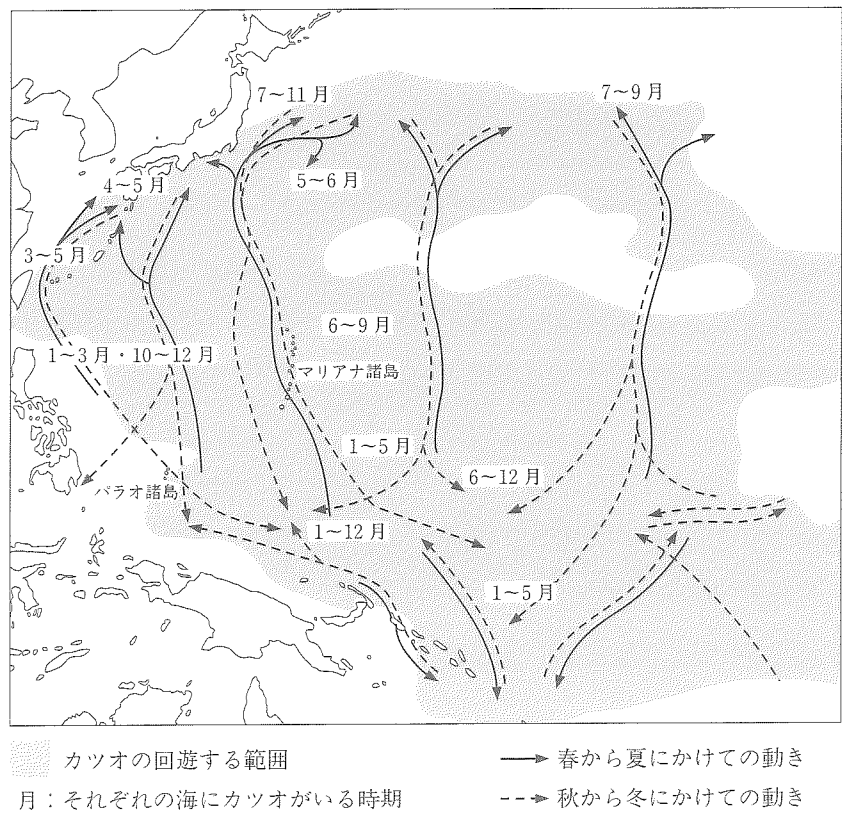 7〜11月
7〜9月
5〜6月
4〜5月
3〜5月
6〜9月
1〜3月・10〜12月
マリアナ諸島
1〜5月
6〜12月
パラオ諸島
1〜12月
1〜5月
カツオの回遊する範囲
春から夏にかけての動き
月：それぞれの海にカツオがいる時期
秋から冬にかけての動き